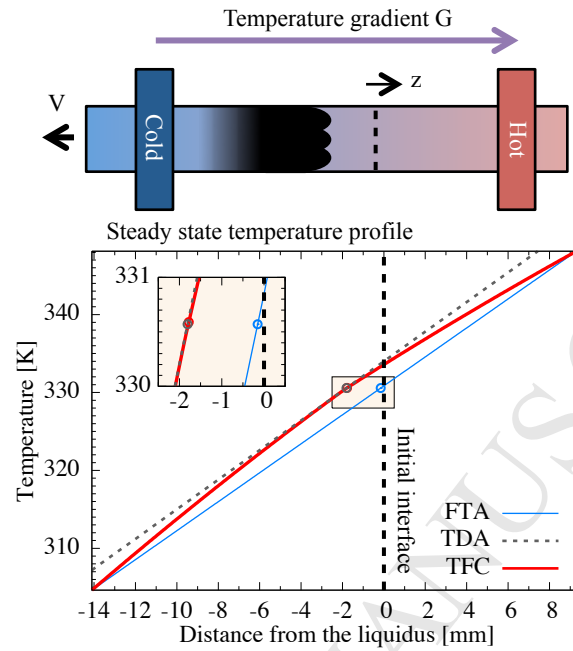 Temperature gradient G
V
z
Cold
Hot
Steady state temperature profile
331
330
-2
-1
0
340
330
320
310
Temperature [K]
Initial interface
FTA
TDA
TFC
-14 -12 -10 -8 -6 -4 -2 0 2 4 6 8
Distance from the liquidus [mm]
ANUS